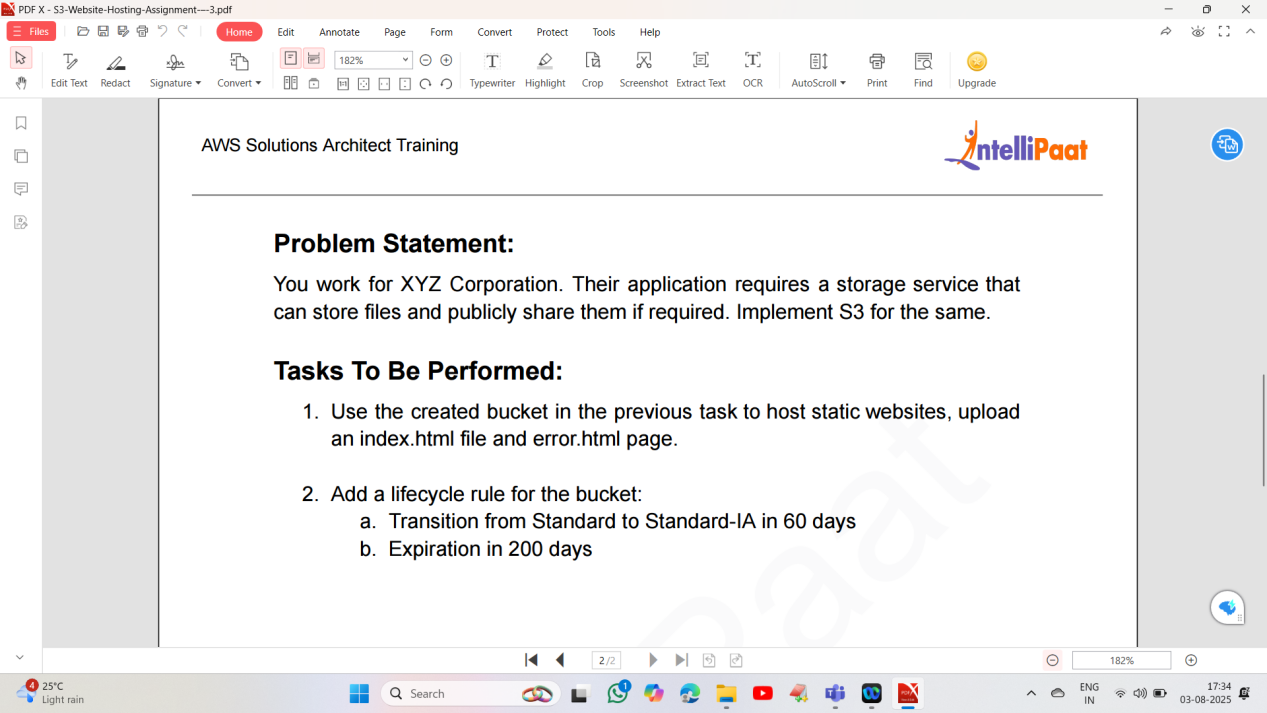 PDF X - S3-Website-Hosting-Assignment-—-3.pdf
Files
Home Edit Annotate Page Form Convert Protect Tools Help
182%
Edit Text Redact Signature Convert Typewriter Highlight Crop Screenshot Extract Text OCR AutoScroll Print Find Upgrade
AWS Solutions Architect Training
IntelliPaat
Problem Statement:
You work for XYZ Corporation. Their application requires a storage service that
can store files and publicly share them if required. Implement S3 for the same.
Tasks To Be Performed:
1. Use the created bucket in the previous task to host static websites, upload
an index.html file and error.html page.
2. Add a lifecycle rule for the bucket:
a. Transition from Standard to Standard-IA in 60 days
b. Expiration in 200 days
Paat
2 /2
182%
4
25°C
Light rain
Search
1
ENG
IN
17:34
03-08-2025